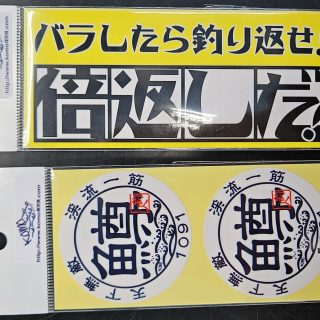 バラしたら釣り返せ。
倍返しだ。
渓流一筋
鱒
1091
天下無敵
渓流一筋
鱒
天下無敵